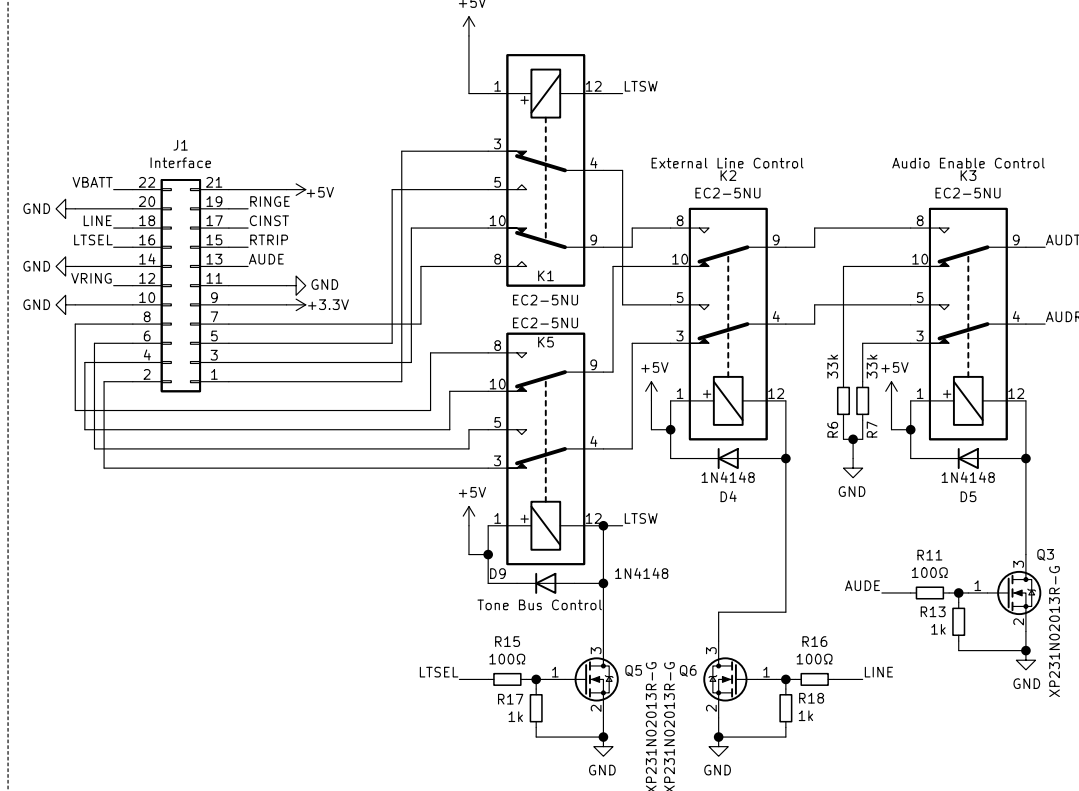 +5V
1
12
LTSW
+
3
4
5
10
9
8
K1
EC2-5NU
J1
Interface
VBATT 22 21 +5V
GND 20 19 RINGE
LINE 18 17 CINST
LTSEL 16 15 RTRIP
GND 14 13 AUDE
VRING 12 11 GND
GND 10 9 +3.3V
8 7
6 5
4 3
2 1
External Line Control
K2
EC2-5NU
8
9
10
5
4
3
+5V
1
+
12
1N4148
D4
Audio Enable Control
K3
EC2-5NU
8
9
AUDT
10
5
4
AUDR
3
33k
33k
R6
R7
GND
+5V
1
+
12
1N4148
D5
EC2-5NU
K5
8
9
10
5
4
3
+5V
1
+
12
LTSW
D9
1N4148
Tone Bus Control
LTSEL
R15
100Ω
R17
1k
1
3
2
Q5
XP231N02013R-G
GND
XP231N02013R-G
Q6
3
1
2
R16
100Ω
LINE
R18
1k
GND
AUDE
R11
100Ω
R13
1k
1
3
2
Q3
XP231N02013R-G
GND